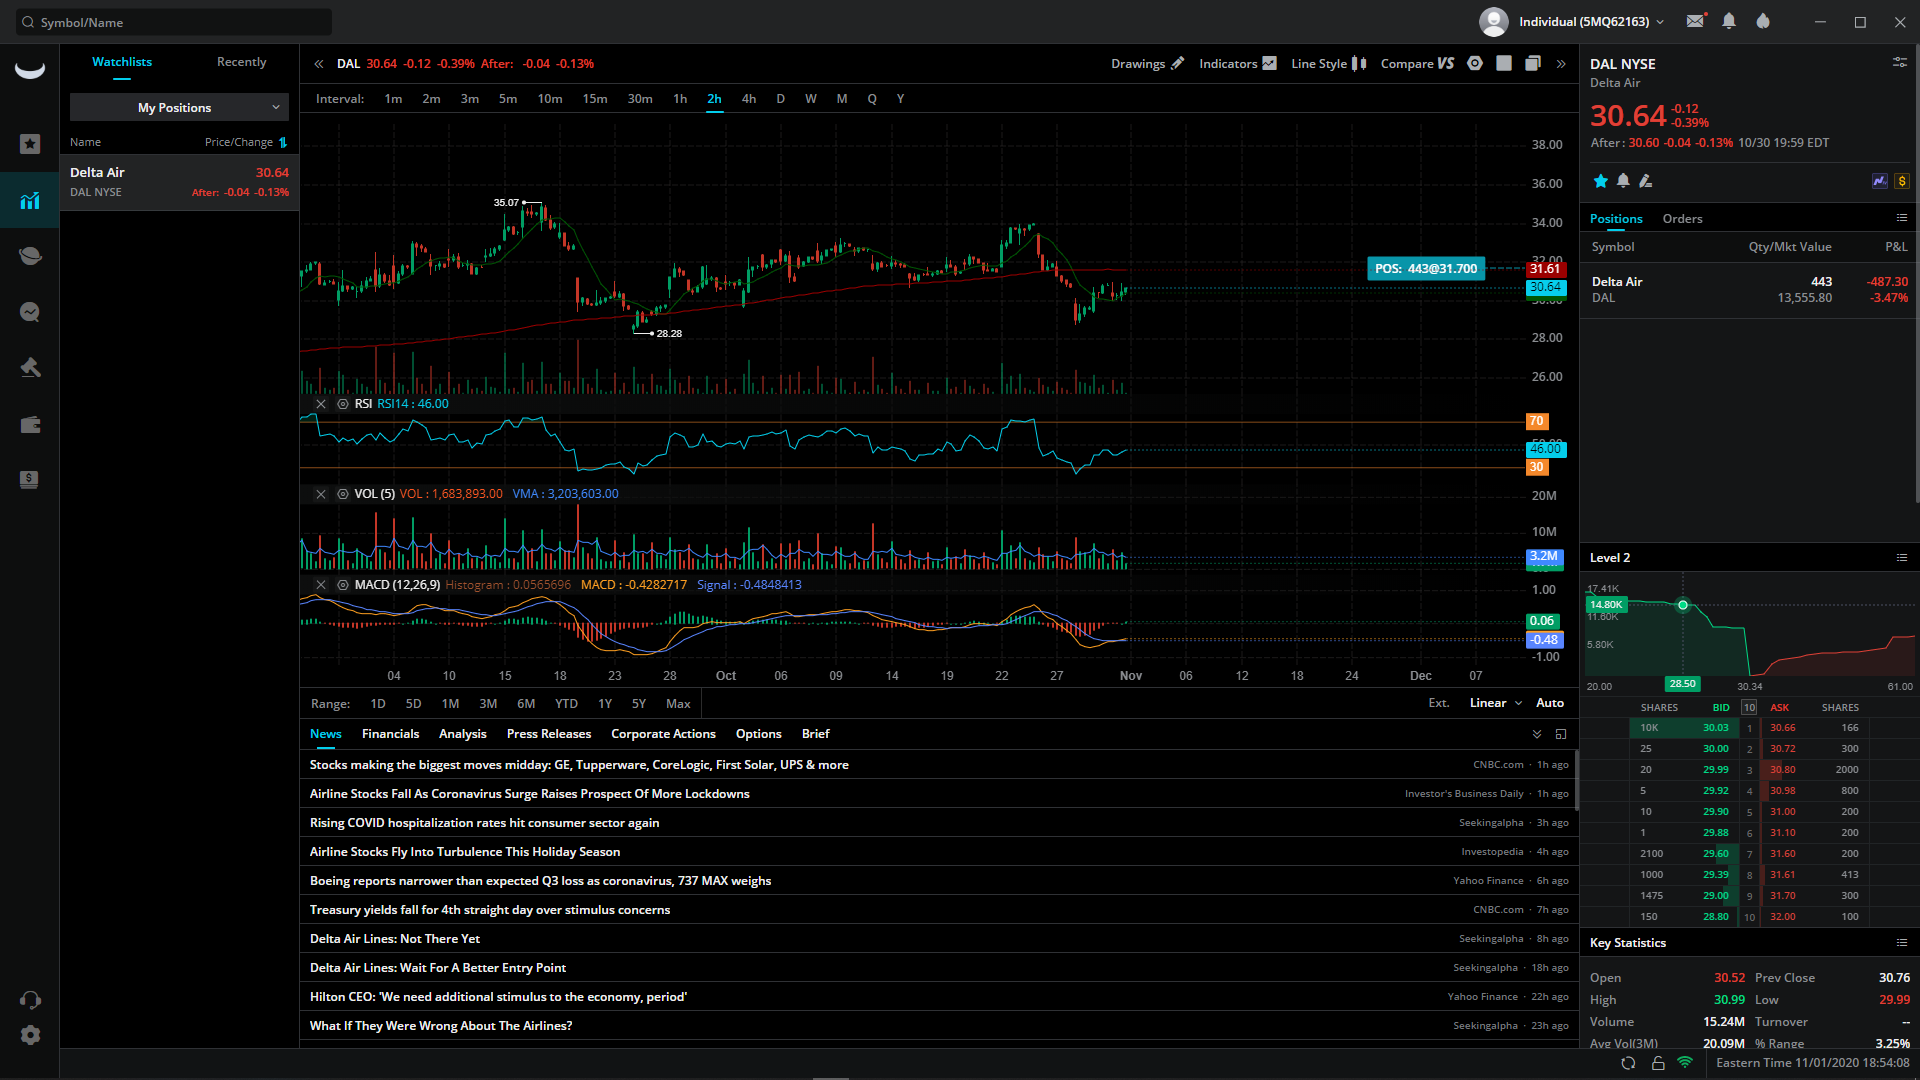 Symbol/Name
Individual (5MQ62163)
Watchlists Recently
My Positions
Name Price/Change
Delta Air 30.64
DAL NYSE After: -0.04 -0.13%
DAL 30.64 -0.12 -0.39% After: -0.04 -0.13%
Drawings Indicators Line Style Compare VS
Interval: 1m 2m 3m 5m 10m 15m 30m 1h 2h 4h D W M Q Y
38.00
36.00
35.07
34.00
32.00
POS: 443@31.700
31.61
30.64
30.00
28.28
28.00
26.00
RSI RSI14 : 46.00
70
46.00
30
VOL (5) VOL : 1,683,893.00 VMA : 3,203,603.00
20M
10M
3.2M
MACD (12,26,9) Histogram : 0.0565696 MACD : -0.4282717 Signal : -0.4848413
1.00
0.06
-0.48
-1.00
04 10 15 18 23 28 Oct 06 09 14 19 22 27 Nov 06 12 18 24 Dec 07
Range: 1D 5D 1M 3M 6M YTD 1Y 5Y Max
Ext. Linear Auto
News Financials Analysis Press Releases Corporate Actions Options Brief
Stocks making the biggest moves midday: GE, Tupperware, CoreLogic, First Solar, UPS & more CNBC.com · 1h ago
Airline Stocks Fall As Coronavirus Surge Raises Prospect Of More Lockdowns Investor's Business Daily · 1h ago
Rising COVID hospitalization rates hit consumer sector again Seekingalpha · 3h ago
Airline Stocks Fly Into Turbulence This Holiday Season Investopedia · 4h ago
Boeing reports narrower than expected Q3 loss as coronavirus, 737 MAX weighs Yahoo Finance · 6h ago
Treasury yields fall for 4th straight day over stimulus concerns CNBC.com · 7h ago
Delta Air Lines: Not There Yet Seekingalpha · 8h ago
Delta Air Lines: Wait For A Better Entry Point Seekingalpha · 18h ago
Hilton CEO: 'We need additional stimulus to the economy, period' Yahoo Finance · 22h ago
What If They Were Wrong About The Airlines? Seekingalpha · 23h ago
DAL NYSE
Delta Air
30.64 -0.12
-0.39%
After: 30.60 -0.04 -0.13% 10/30 19:59 EDT
Positions Orders
Symbol Qty/Mkt Value P&L
Delta Air 443 -487.30
DAL 13,555.80 -3.47%
Level 2
17.41K
14.80K
11.60K
5.80K
20.00 28.50 30.34 61.00
SHARES BID 10 ASK SHARES
10K 30.03 1 30.66 166
25 30.00 2 30.72 300
20 29.99 3 30.80 2000
5 29.92 4 30.98 800
10 29.90 5 31.00 200
1 29.88 6 31.10 200
2100 29.60 7 31.60 200
1000 29.39 8 31.61 413
1475 29.00 9 31.70 300
150 28.80 10 32.00 100
Key Statistics
Open 30.52 Prev Close 30.76
High 30.99 Low 29.99
Volume 15.24M Turnover --
Avg Vol(3M) 20.09M % Range 3.25%
Eastern Time 11/01/2020 18:54:08